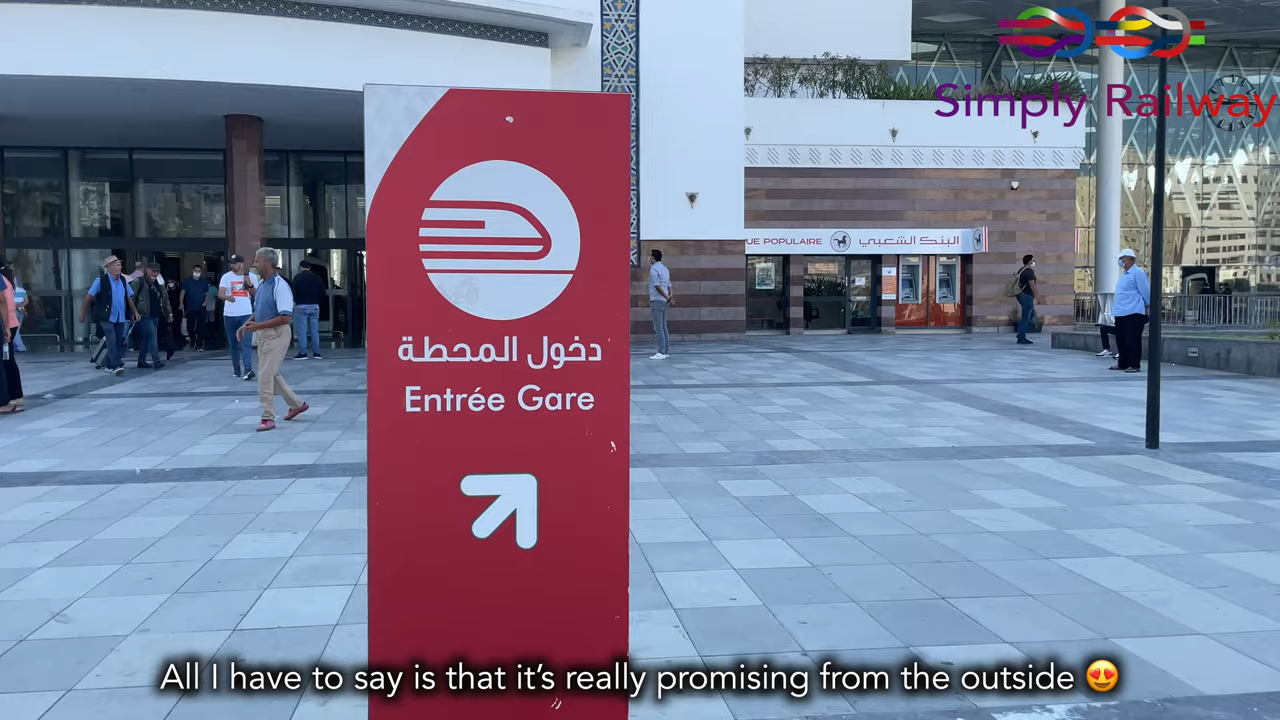 Simply Railway
UE POPULAIRE البنك الشعبي
دخول المحطة
Entrée Gare
All I have to say is that it’s really promising from the outside 😍